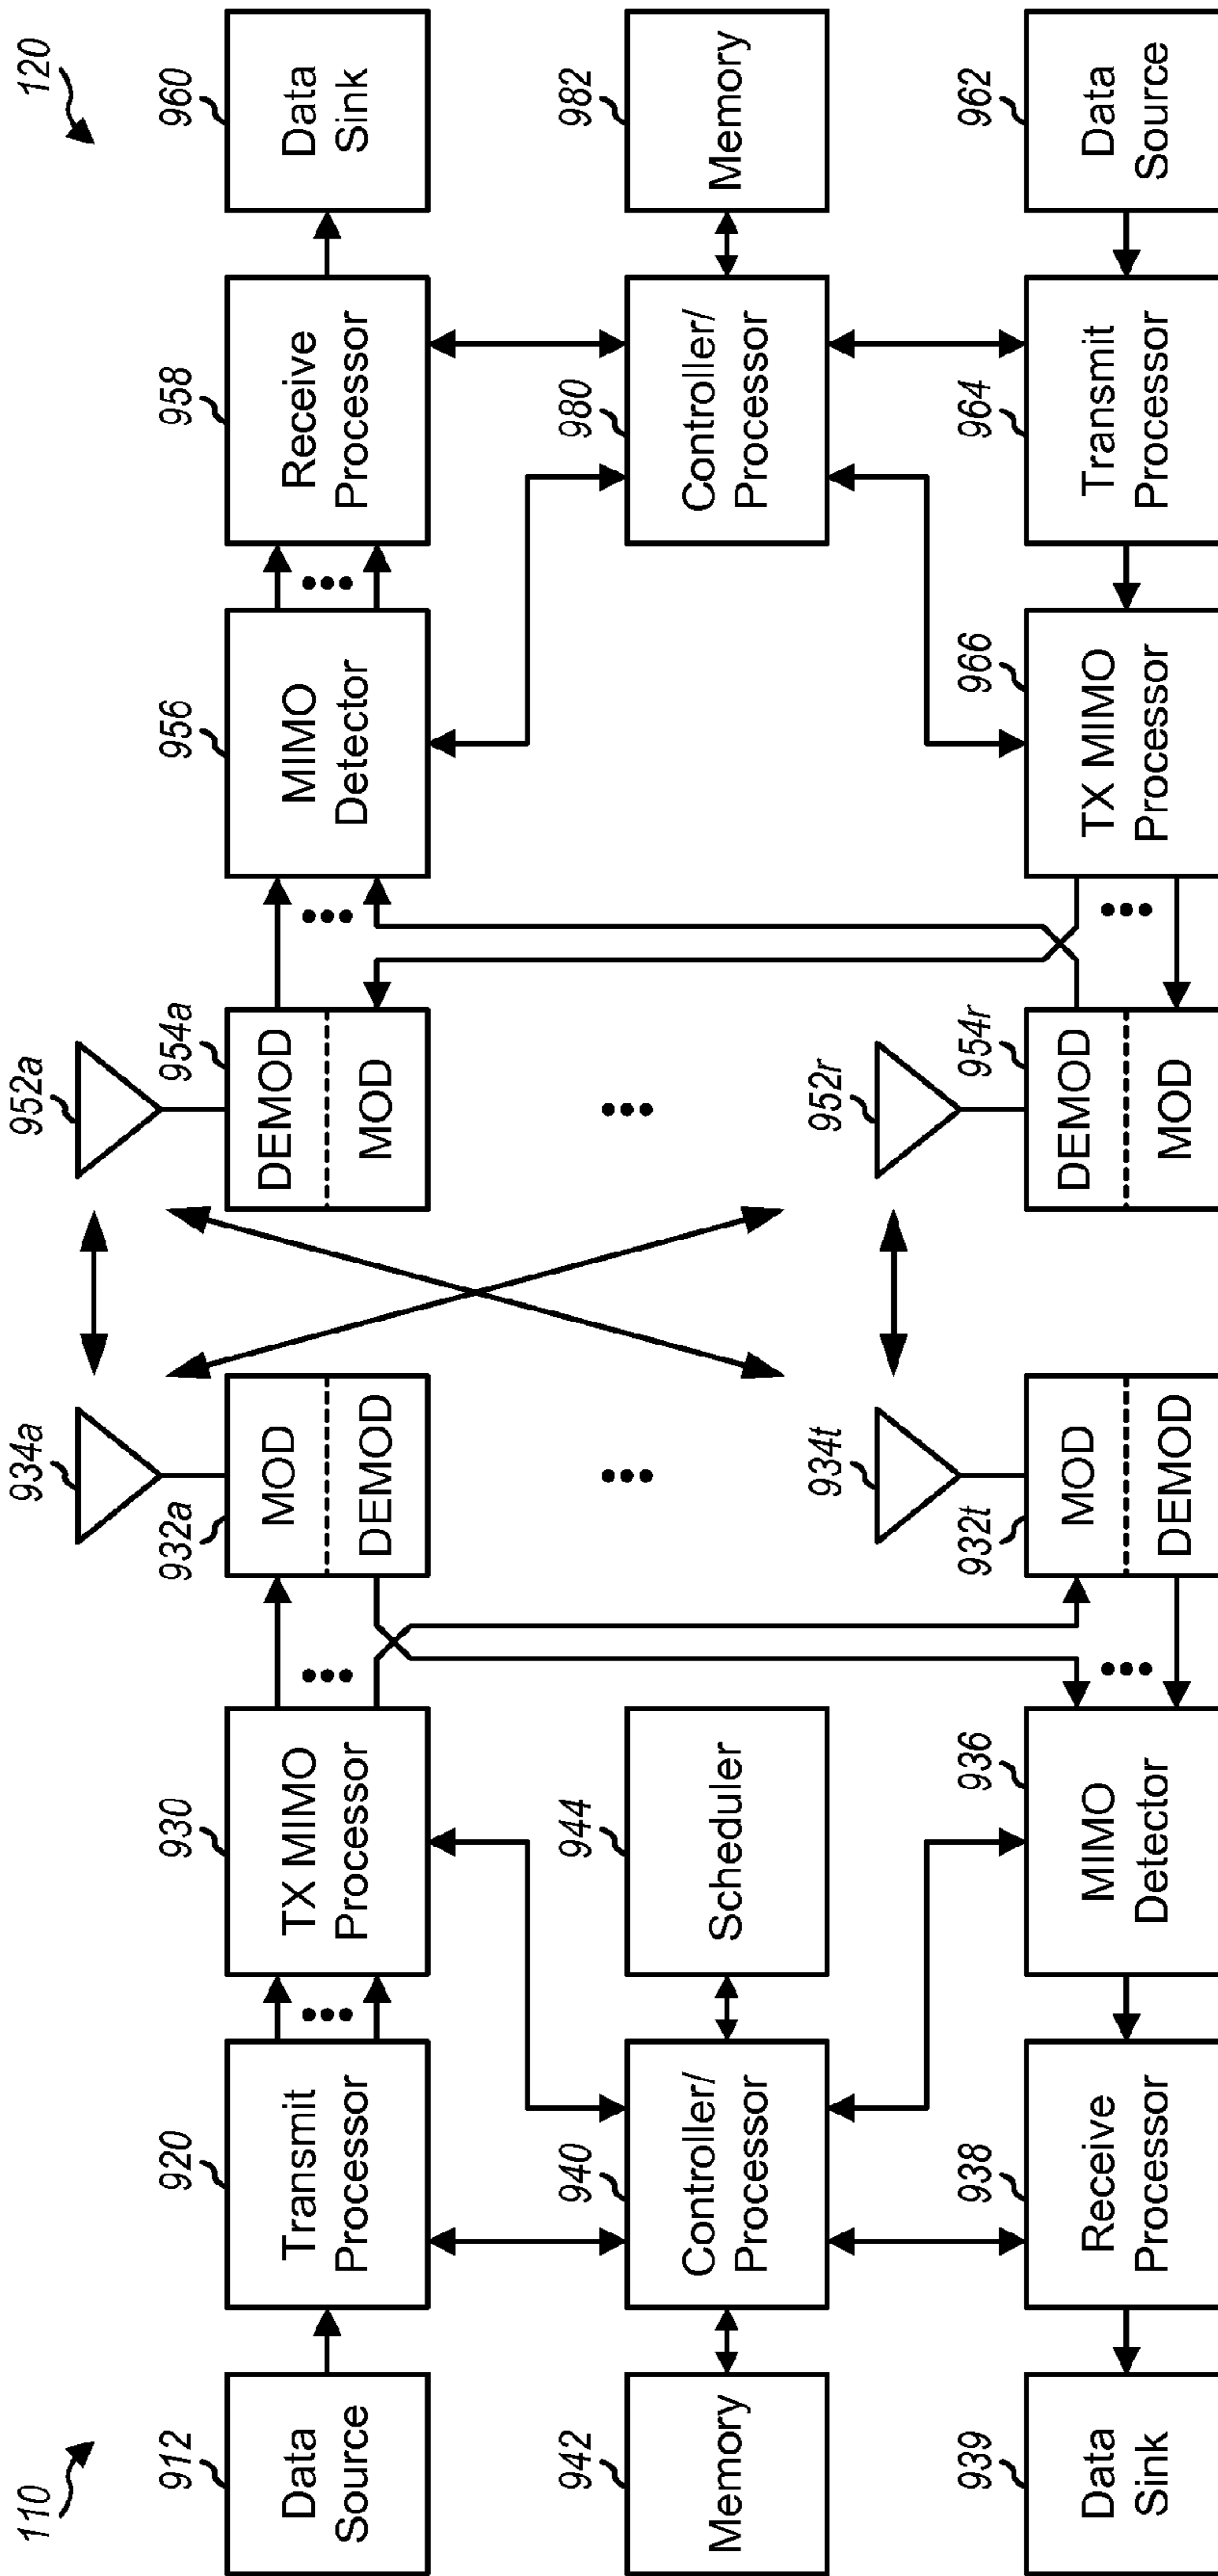 110
120
912
920
930
932a
934a
952a
954a
956
958
960
Data
Source
Transmit
Processor
TX MIMO
Processor
MOD
DEMOD
DEMOD
MOD
MIMO
Detector
Receive
Processor
Data
Sink
942
940
944
980
982
Memory
Controller/
Processor
Scheduler
Controller/
Processor
Memory
939
938
936
932t
934t
952r
954r
966
964
962
Data
Sink
Receive
Processor
MIMO
Detector
MOD
DEMOD
DEMOD
MOD
TX MIMO
Processor
Transmit
Processor
Data
Source